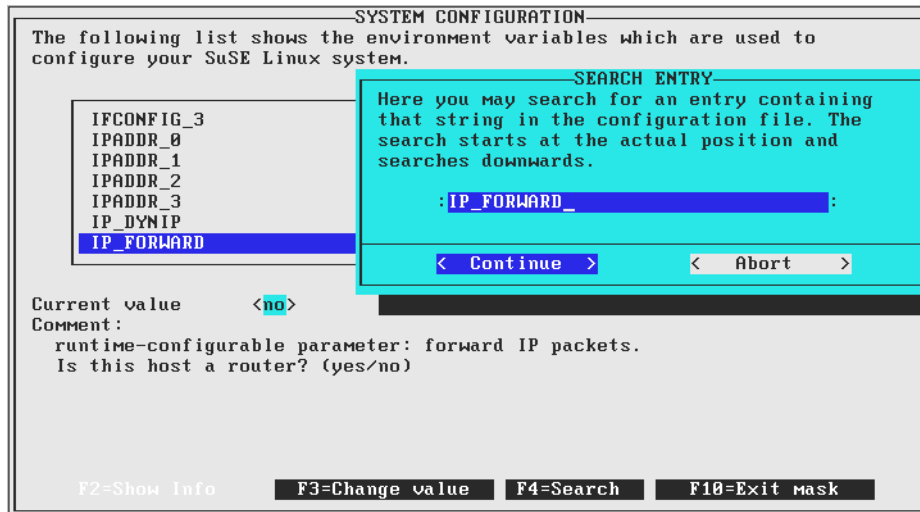 SYSTEM CONFIGURATION
The following list shows the environment variables which are used to
configure your SuSE Linux system.
SEARCH ENTRY
Here you may search for an entry containing
that string in the configuration file. The
search starts at the actual position and
searches downwards.
:IP_FORWARD_ :
< Continue > < Abort >
IFCONFIG_3
IPADDR_0
IPADDR_1
IPADDR_2
IPADDR_3
IP_DYNIP
IP_FORWARD
Current value <no>
Comment:
runtime-configurable parameter: forward IP packets.
Is this host a router? (yes/no)
F2=Show Info F3=Change value F4=Search F10=Exit mask